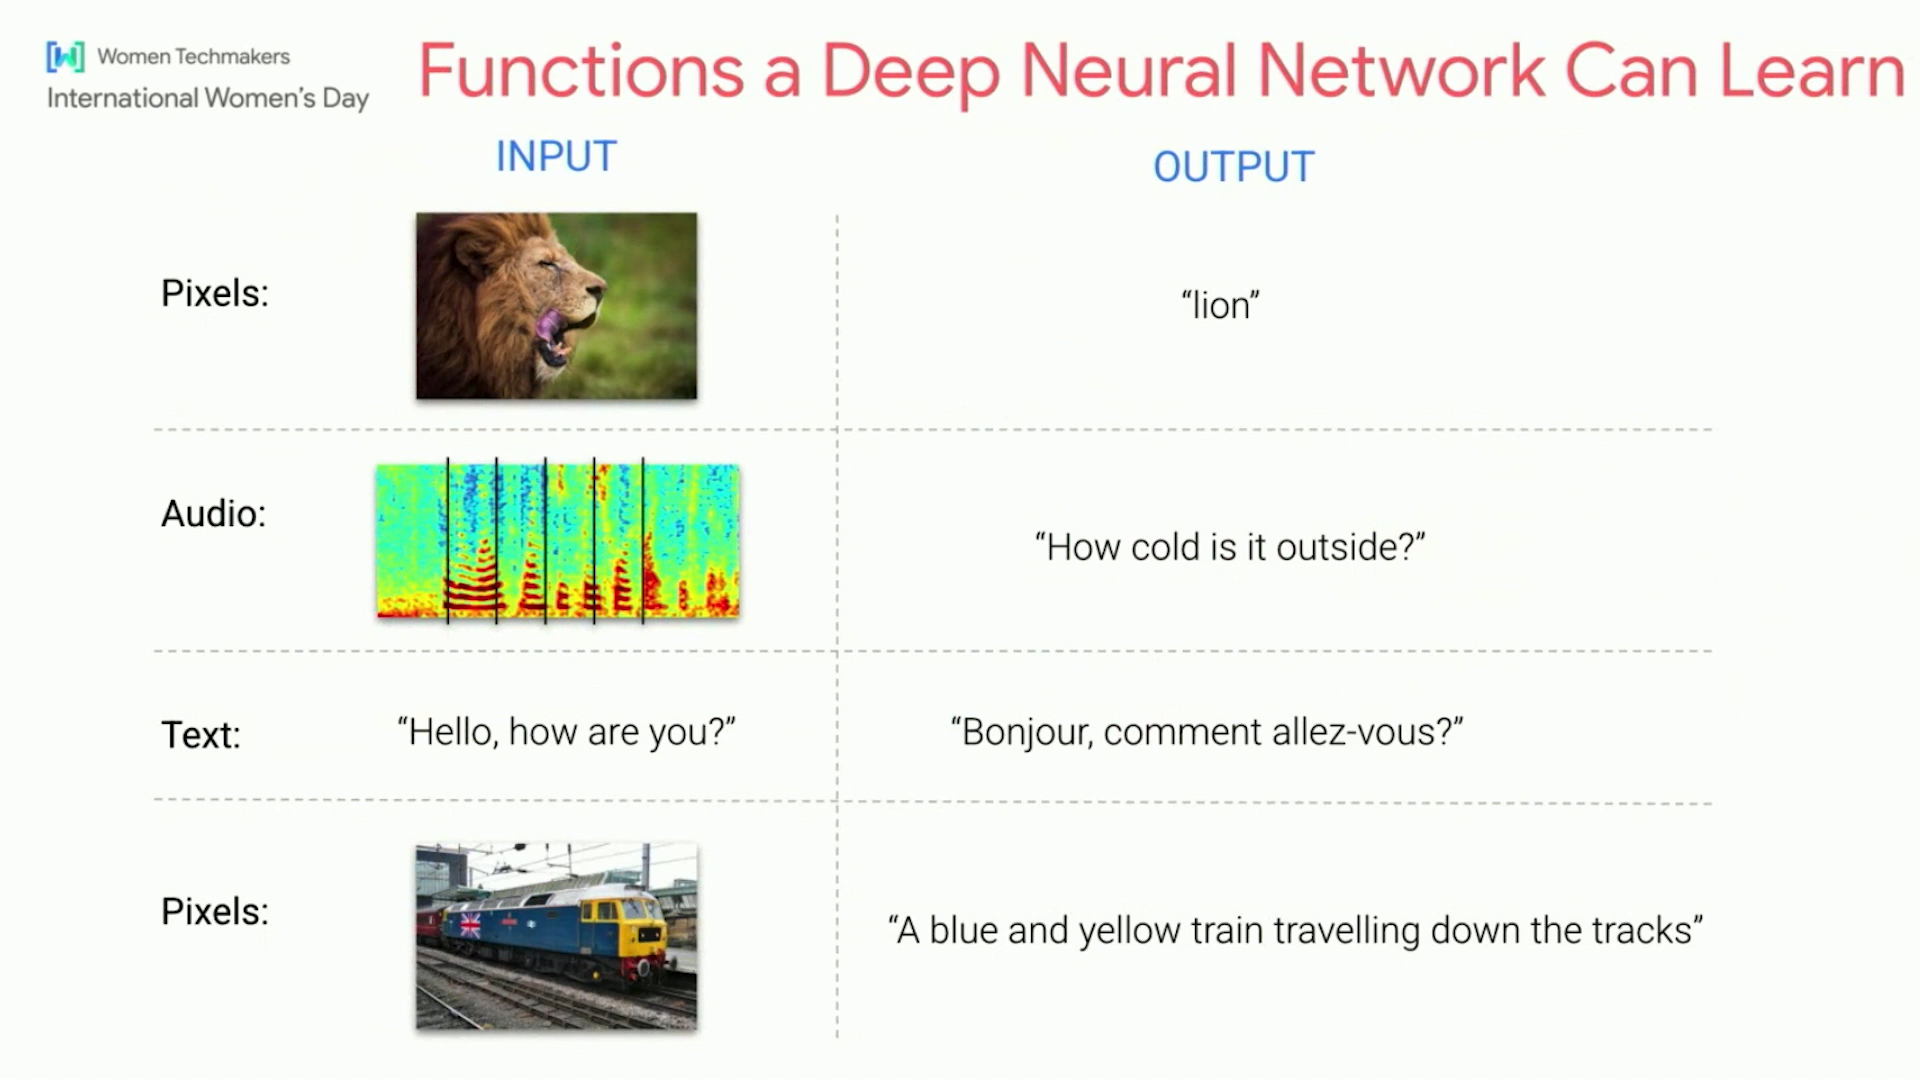 Women Techmakers
International Women's Day
Functions a Deep Neural Network Can Learn
INPUT
OUTPUT
Pixels:
“lion”
Audio:
“How cold is it outside?”
Text:
“Hello, how are you?”
“Bonjour, comment allez-vous?”
Pixels:
“A blue and yellow train travelling down the tracks”